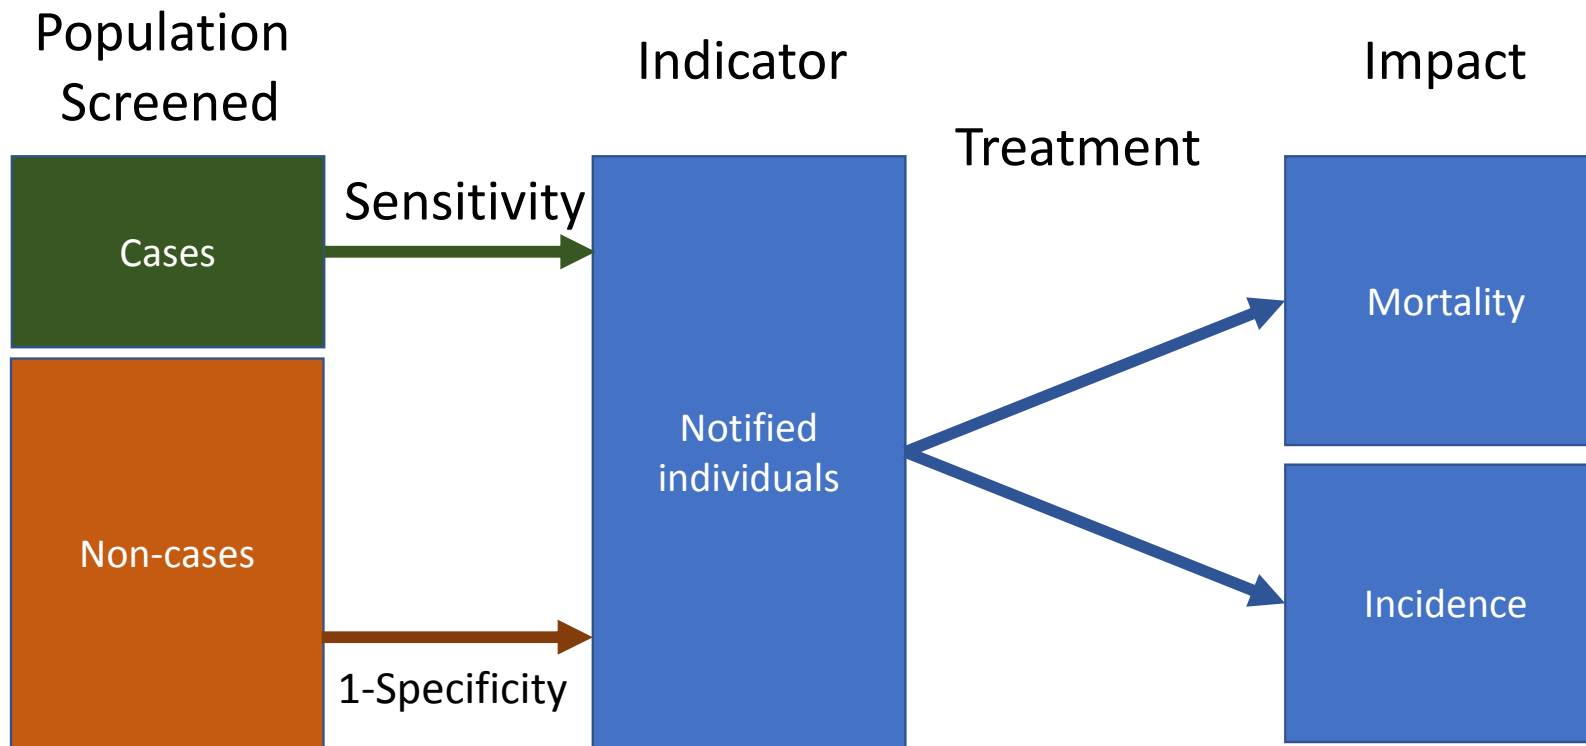 Population
Screened
Indicator
Impact
Treatment
Sensitivity
Cases
Mortality
Notified
individuals
Non-cases
Incidence
1-Specificity